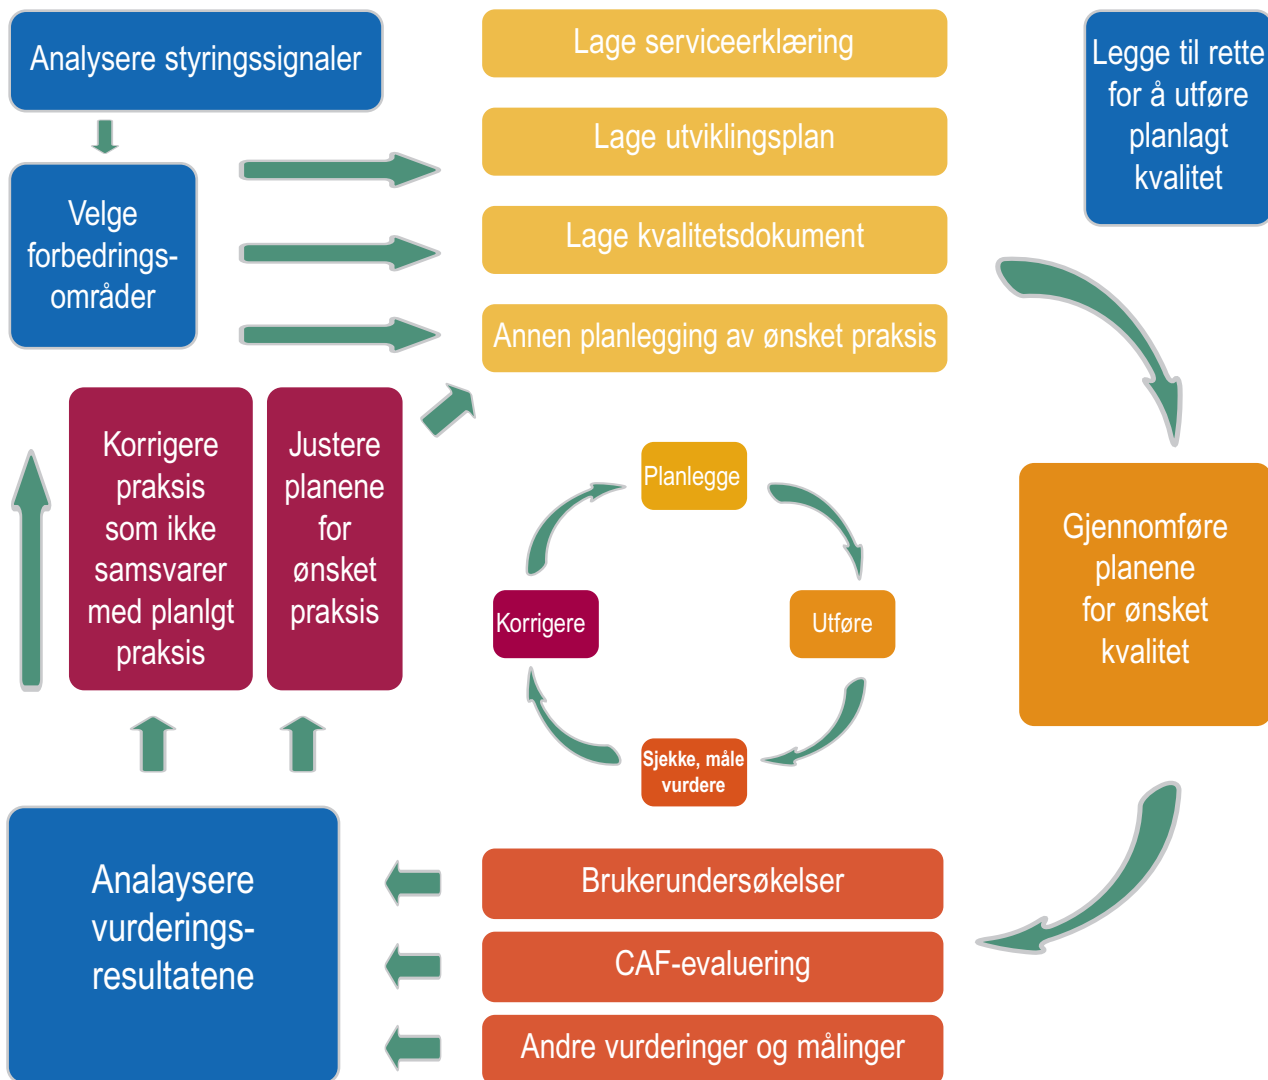 Analysere styringssignaler
Velge
forbedrings-
områder
Lage serviceerklæring
Lage utviklingsplan
Lage kvalitetsdokument
Annen planlegging av ønsket praksis
Legge til rette
for å utføre
planlagt
kvalitet
Korrigere
praksis
som ikke
samsvarer
med planlgt
praksis
Justere
planene
for
ønsket
praksis
Planlegge
Utføre
Sjekke, måle
vurdere
Korrigere
Gjennomføre
planene
for ønsket
kvalitet
Analaysere
vurderings-
resultatene
Brukerundersøkelser
CAF-evaluering
Andre vurderinger og målinger